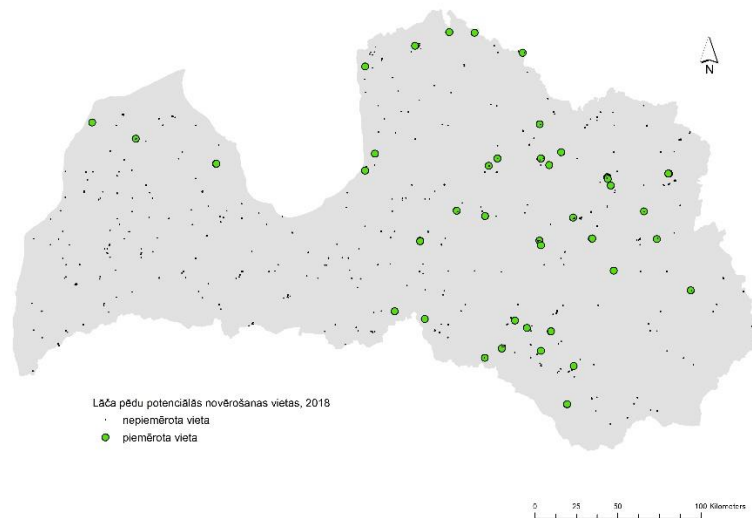 N
Lāča pēdu potenciālās novērošanas vietas, 2018
nepiemērota vieta
piemērota vieta
0 25 50 100 Kilometers